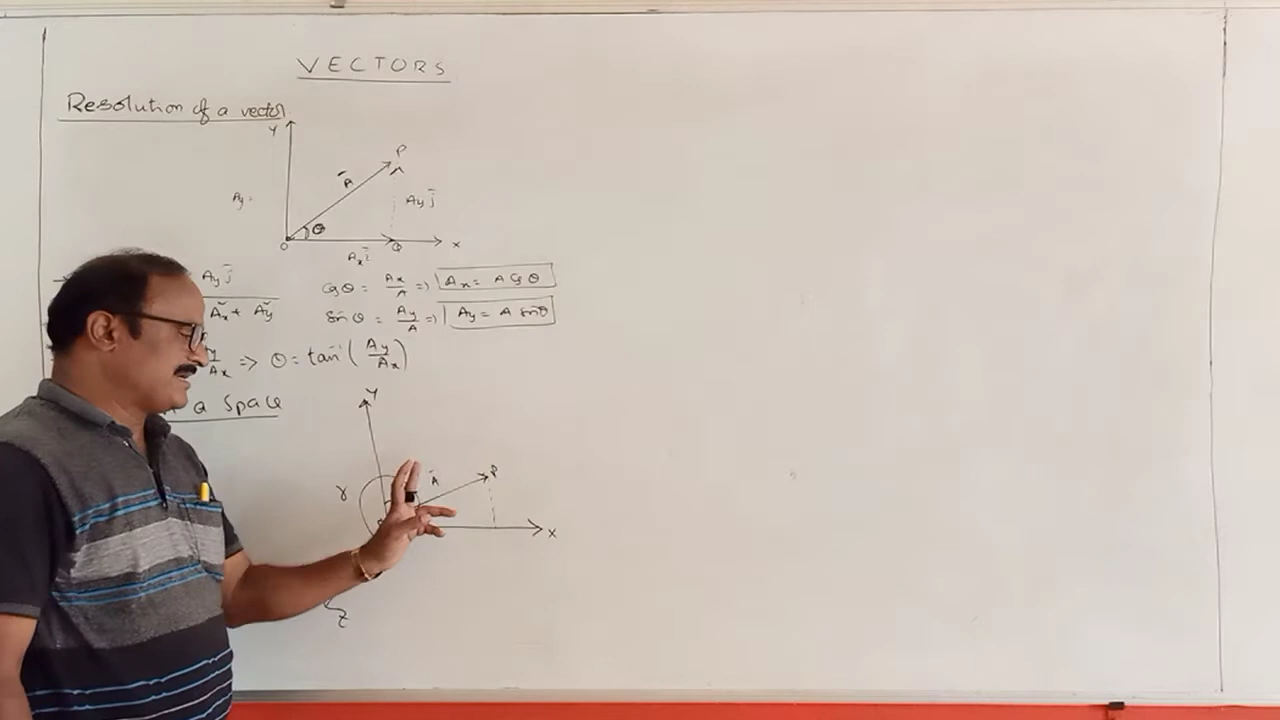 VECTORS
Resolution of a vector
Y
P
Ā
Ay =
Ay j̄
θ
O
Q
x
Ax ī
Ay j̄
cos θ = Ax/A => Ax = A cos θ
Ax² + Ay²
sin θ = Ay/A => Ay = A sin θ
Ax => θ = tan⁻¹ (Ay/Ax)
a Space
Y
Ā
P
γ
X
Z